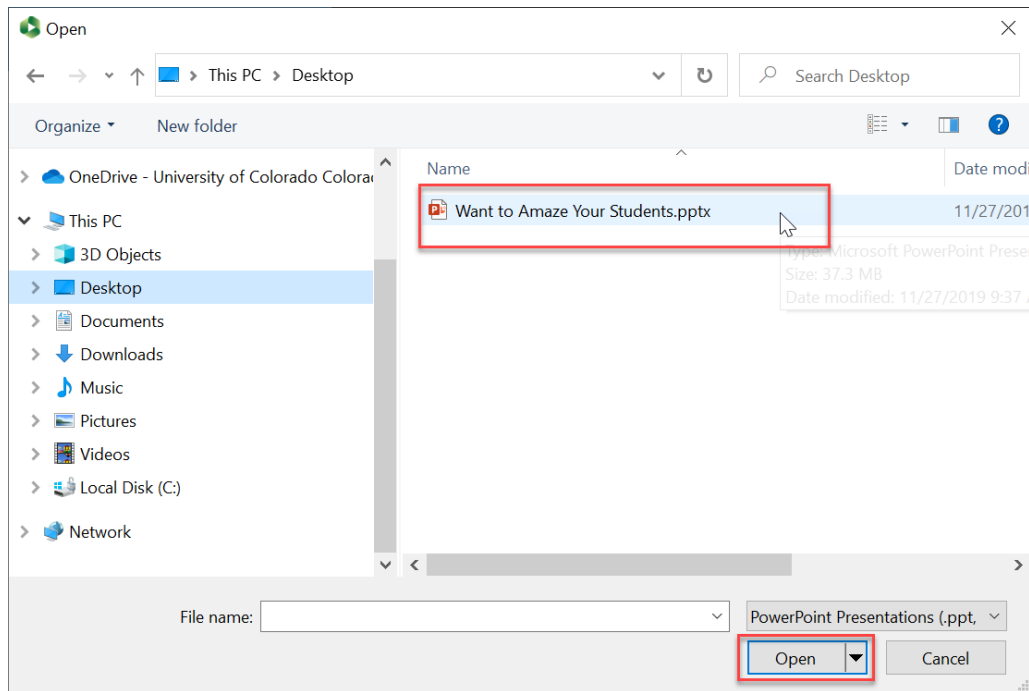 Open
This PC > Desktop
Search Desktop
Organize
New folder
?
OneDrive - University of Colorado Colorad
This PC
3D Objects
Desktop
Documents
Downloads
Music
Pictures
Videos
Local Disk (C:)
Network
Name
Date modi
Want to Amaze Your Students.pptx
11/27/201
Type: Microsoft PowerPoint Prese
Size: 37.3 MB
Date modified: 11/27/2019 9:37
File name:
PowerPoint Presentations (.ppt,
Open
Cancel